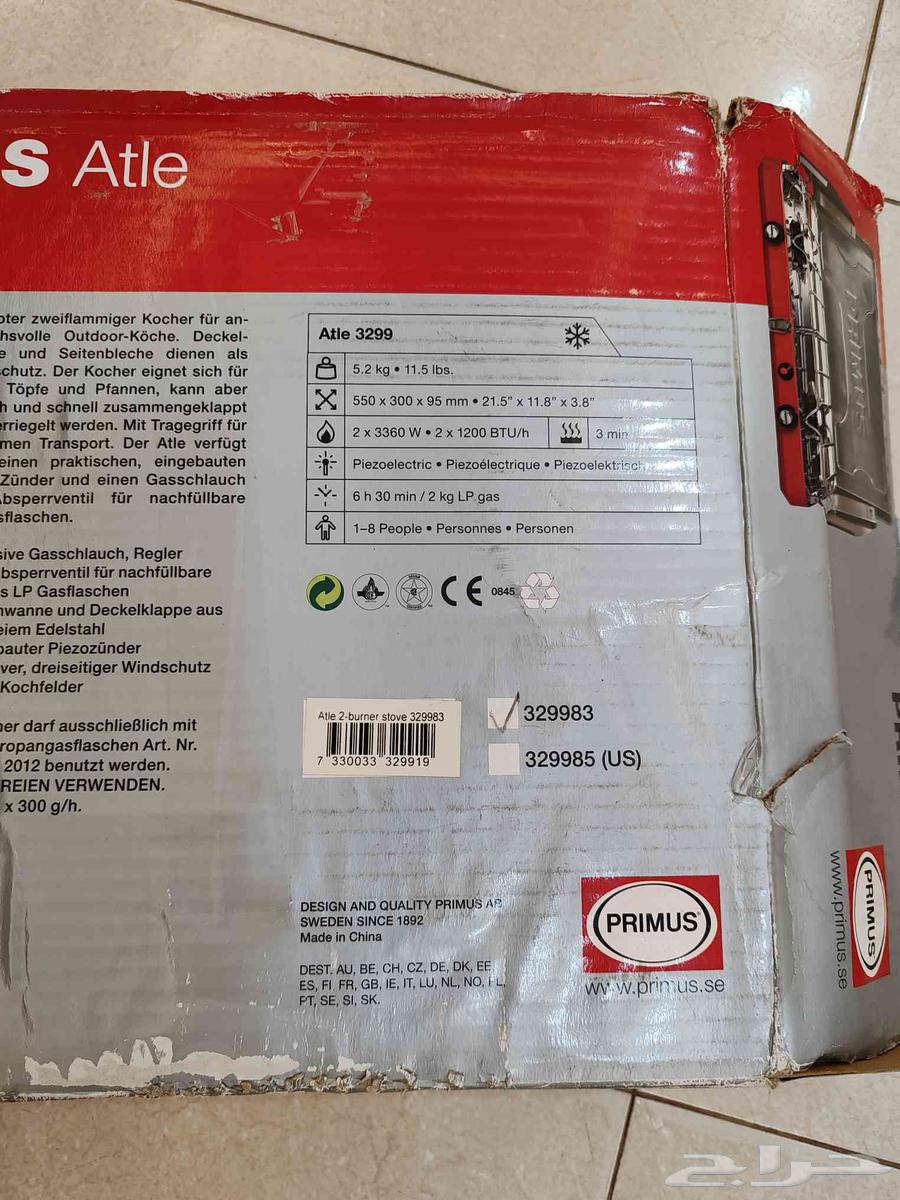 S Atle
oter zweiflammiger Kocher für an-
hsvolle Outdoor-Köche. Deckel-
e und Seitenbleche dienen als
schutz. Der Kocher eignet sich für
Töpfe und Pfannen, kann aber
h und schnell zusammengeklappt
erriegelt werden. Mit Tragegriff für
men Transport. Der Atle verfügt
einen praktischen, eingebauten
Zünder und einen Gasschlauch
Absperrventil für nachfüllbare
sflaschen.
sive Gasschlauch, Regler
bsperrventil für nachfüllbare
s LP Gasflaschen
nwanne und Deckelklappe aus
eiem Edelstahl
bauter Piezozünder
ver, dreiseitiger Windschutz
Kochfelder
ner darf ausschließlich mit
ropangasflaschen Art. Nr.
2012 benutzt werden.
REIEN VERWENDEN.
x 300 g/h.
Atle 3299
5.2 kg • 11.5 lbs.
550 x 300 x 95 mm • 21.5" x 11.8" x 3.8"
2 x 3360 W • 2 x 1200 BTU/h
3 min
Piezoelectric • Piezoélectrique • Piezoelektrisch
6 h 30 min / 2 kg LP gas
1–8 People • Personnes • Personen
CE 0845
Atle 2-burner stove 329983
7 330033 329919
329983
329985 (US)
DESIGN AND QUALITY PRIMUS AB
SWEDEN SINCE 1892
Made in China
DEST. AU, BE, CH, CZ, DE, DK, EE
ES, FI, FR, GB, IE, IT, LU, NL, NO, PL,
PT, SE, SI, SK.
PRIMUS
www.primus.se
PRIMUS
PRIMUS
www.primus.se
حراج